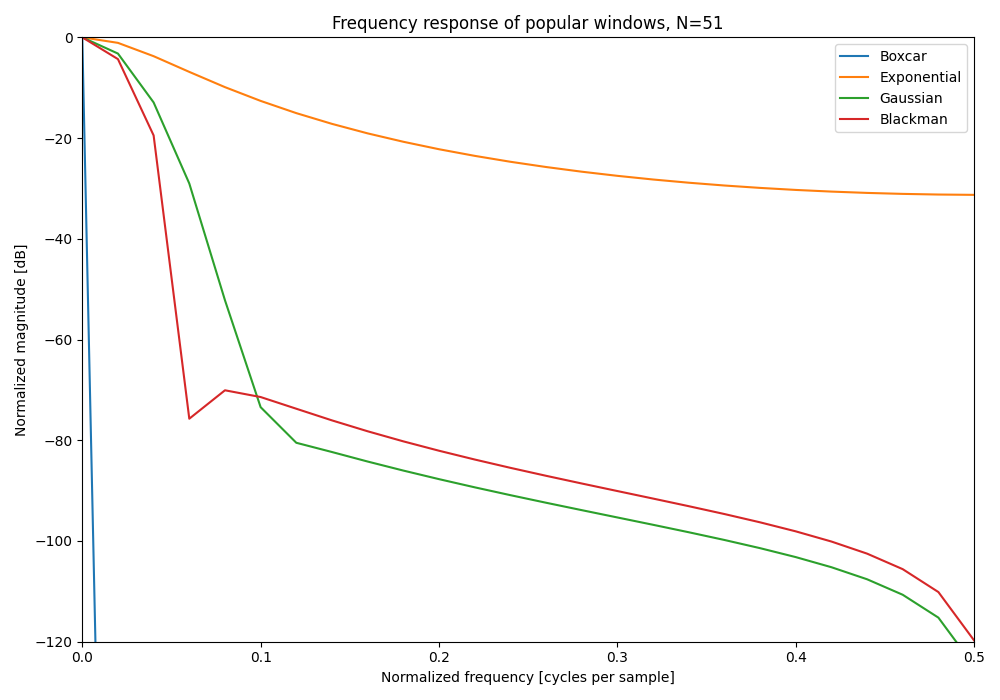 Frequency response of popular windows, N=51
Normalized magnitude [dB]
0
−20
−40
−60
−80
−100
−120
Boxcar
Exponential
Gaussian
Blackman
0.0 0.1 0.2 0.3 0.4 0.5
Normalized frequency [cycles per sample]